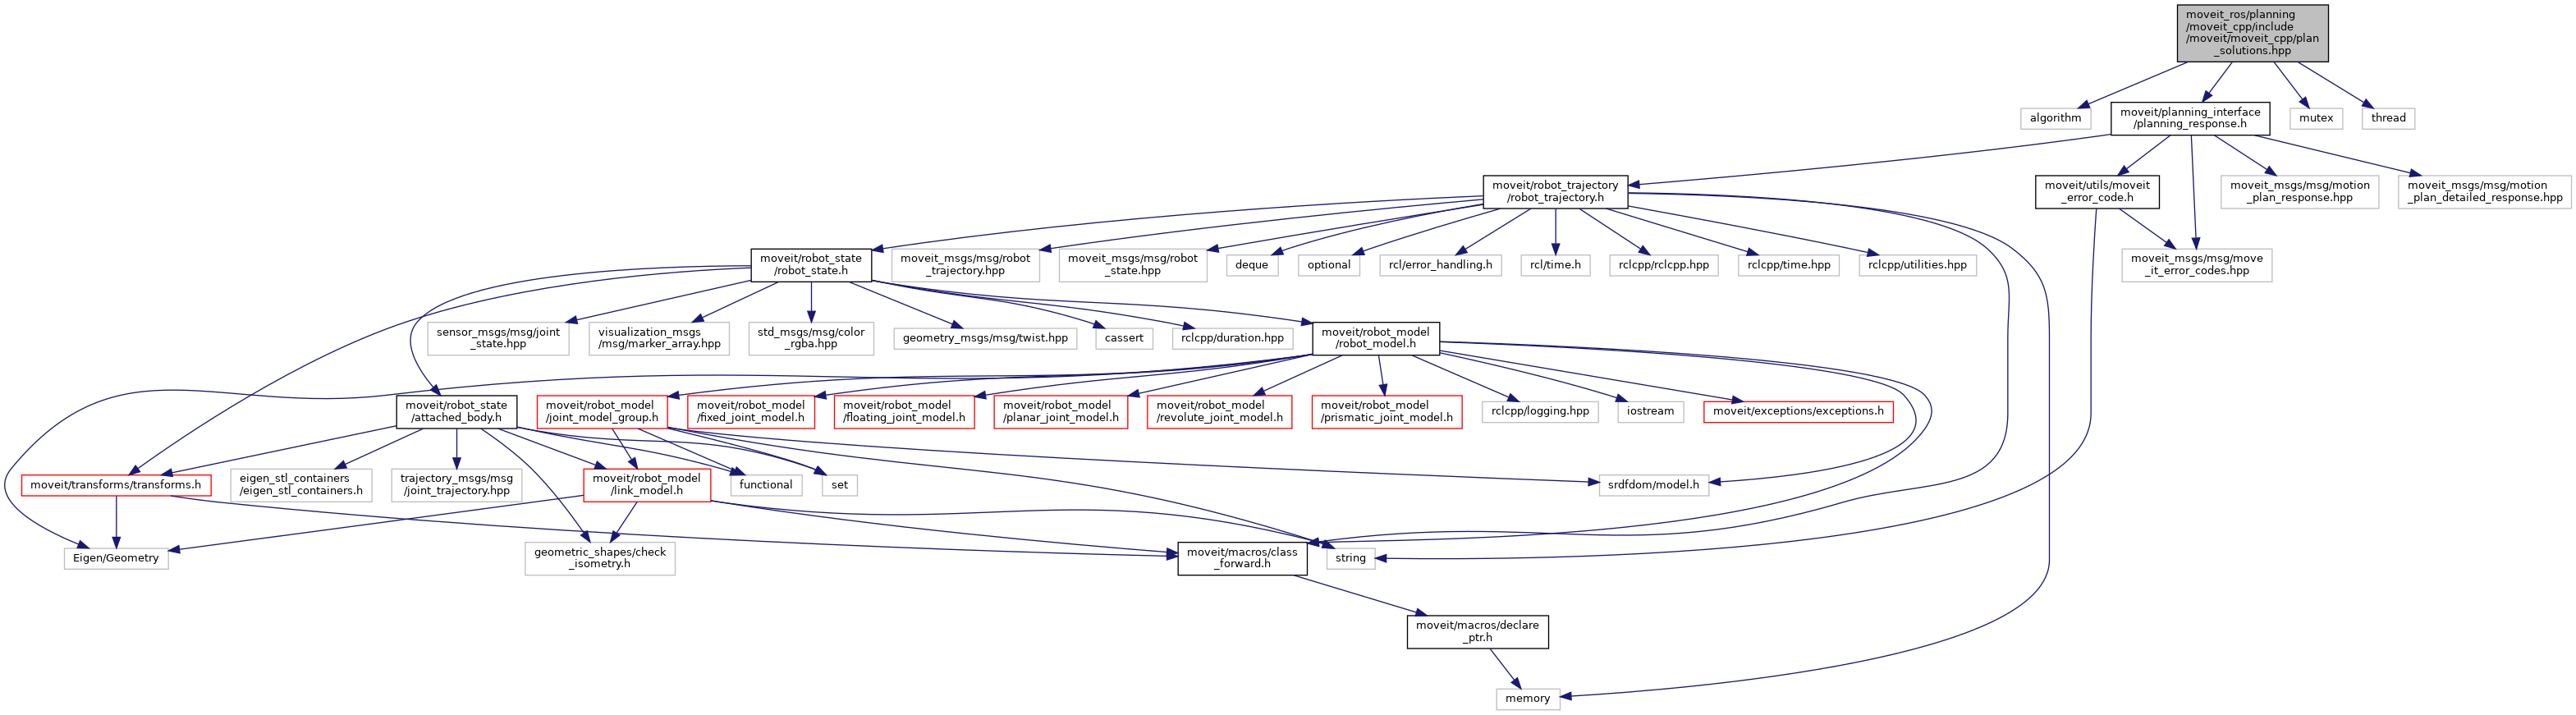 moveit_ros/planning
/moveit_cpp/include
/moveit/moveit_cpp/plan
_solutions.hpp
algorithm
moveit/planning_interface
/planning_response.h
mutex
thread
moveit/robot_trajectory
/robot_trajectory.h
moveit/utils/moveit
_error_code.h
moveit_msgs/msg/motion
_plan_response.hpp
moveit_msgs/msg/motion
_plan_detailed_response.hpp
moveit/robot_state
/robot_state.h
moveit_msgs/msg/robot
_trajectory.hpp
moveit_msgs/msg/robot
_state.hpp
deque
optional
rcl/error_handling.h
rcl/time.h
rclcpp/rclcpp.hpp
rclcpp/time.hpp
rclcpp/utilities.hpp
moveit_msgs/msg/move
_it_error_codes.hpp
sensor_msgs/msg/joint
_state.hpp
visualization_msgs
/msg/marker_array.hpp
std_msgs/msg/color
_rgba.hpp
geometry_msgs/msg/twist.hpp
cassert
rclcpp/duration.hpp
moveit/robot_model
/robot_model.h
moveit/robot_state
/attached_body.h
moveit/robot_model
/joint_model_group.h
moveit/robot_model
/fixed_joint_model.h
moveit/robot_model
/floating_joint_model.h
moveit/robot_model
/planar_joint_model.h
moveit/robot_model
/revolute_joint_model.h
moveit/robot_model
/prismatic_joint_model.h
rclcpp/logging.hpp
iostream
moveit/exceptions/exceptions.h
moveit/transforms/transforms.h
eigen_stl_containers
/eigen_stl_containers.h
trajectory_msgs/msg
/joint_trajectory.hpp
moveit/robot_model
/link_model.h
functional
set
srdfdom/model.h
Eigen/Geometry
geometric_shapes/check
_isometry.h
moveit/macros/class
_forward.h
string
moveit/macros/declare
_ptr.h
memory